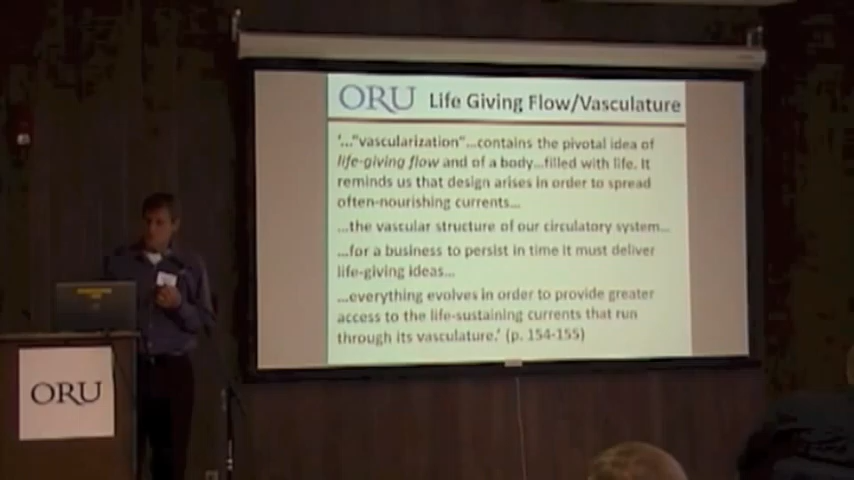 ORU Life Giving Flow/Vasculature
'..."vascularization"...contains the pivotal idea of
life-giving flow and of a body...filled with life. It
reminds us that design arises in order to spread
often-nourishing currents...
...the vascular structure of our circulatory system...
...for a business to persist in time it must deliver
life-giving ideas...
...everything evolves in order to provide greater
access to the life-sustaining currents that run
through its vasculature.' (p. 154-155)
ORU